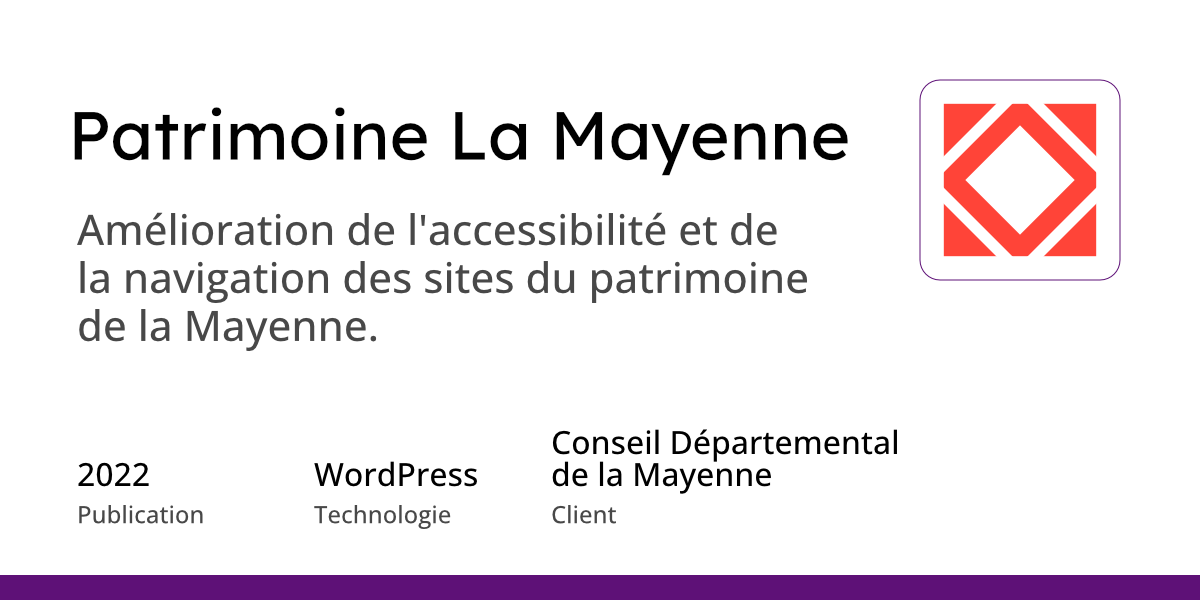 Patrimoine La Mayenne
Amélioration de l'accessibilité et de
la navigation des sites du patrimoine
de la Mayenne.
2022
Publication
WordPress
Technologie
Conseil Départemental
de la Mayenne
Client